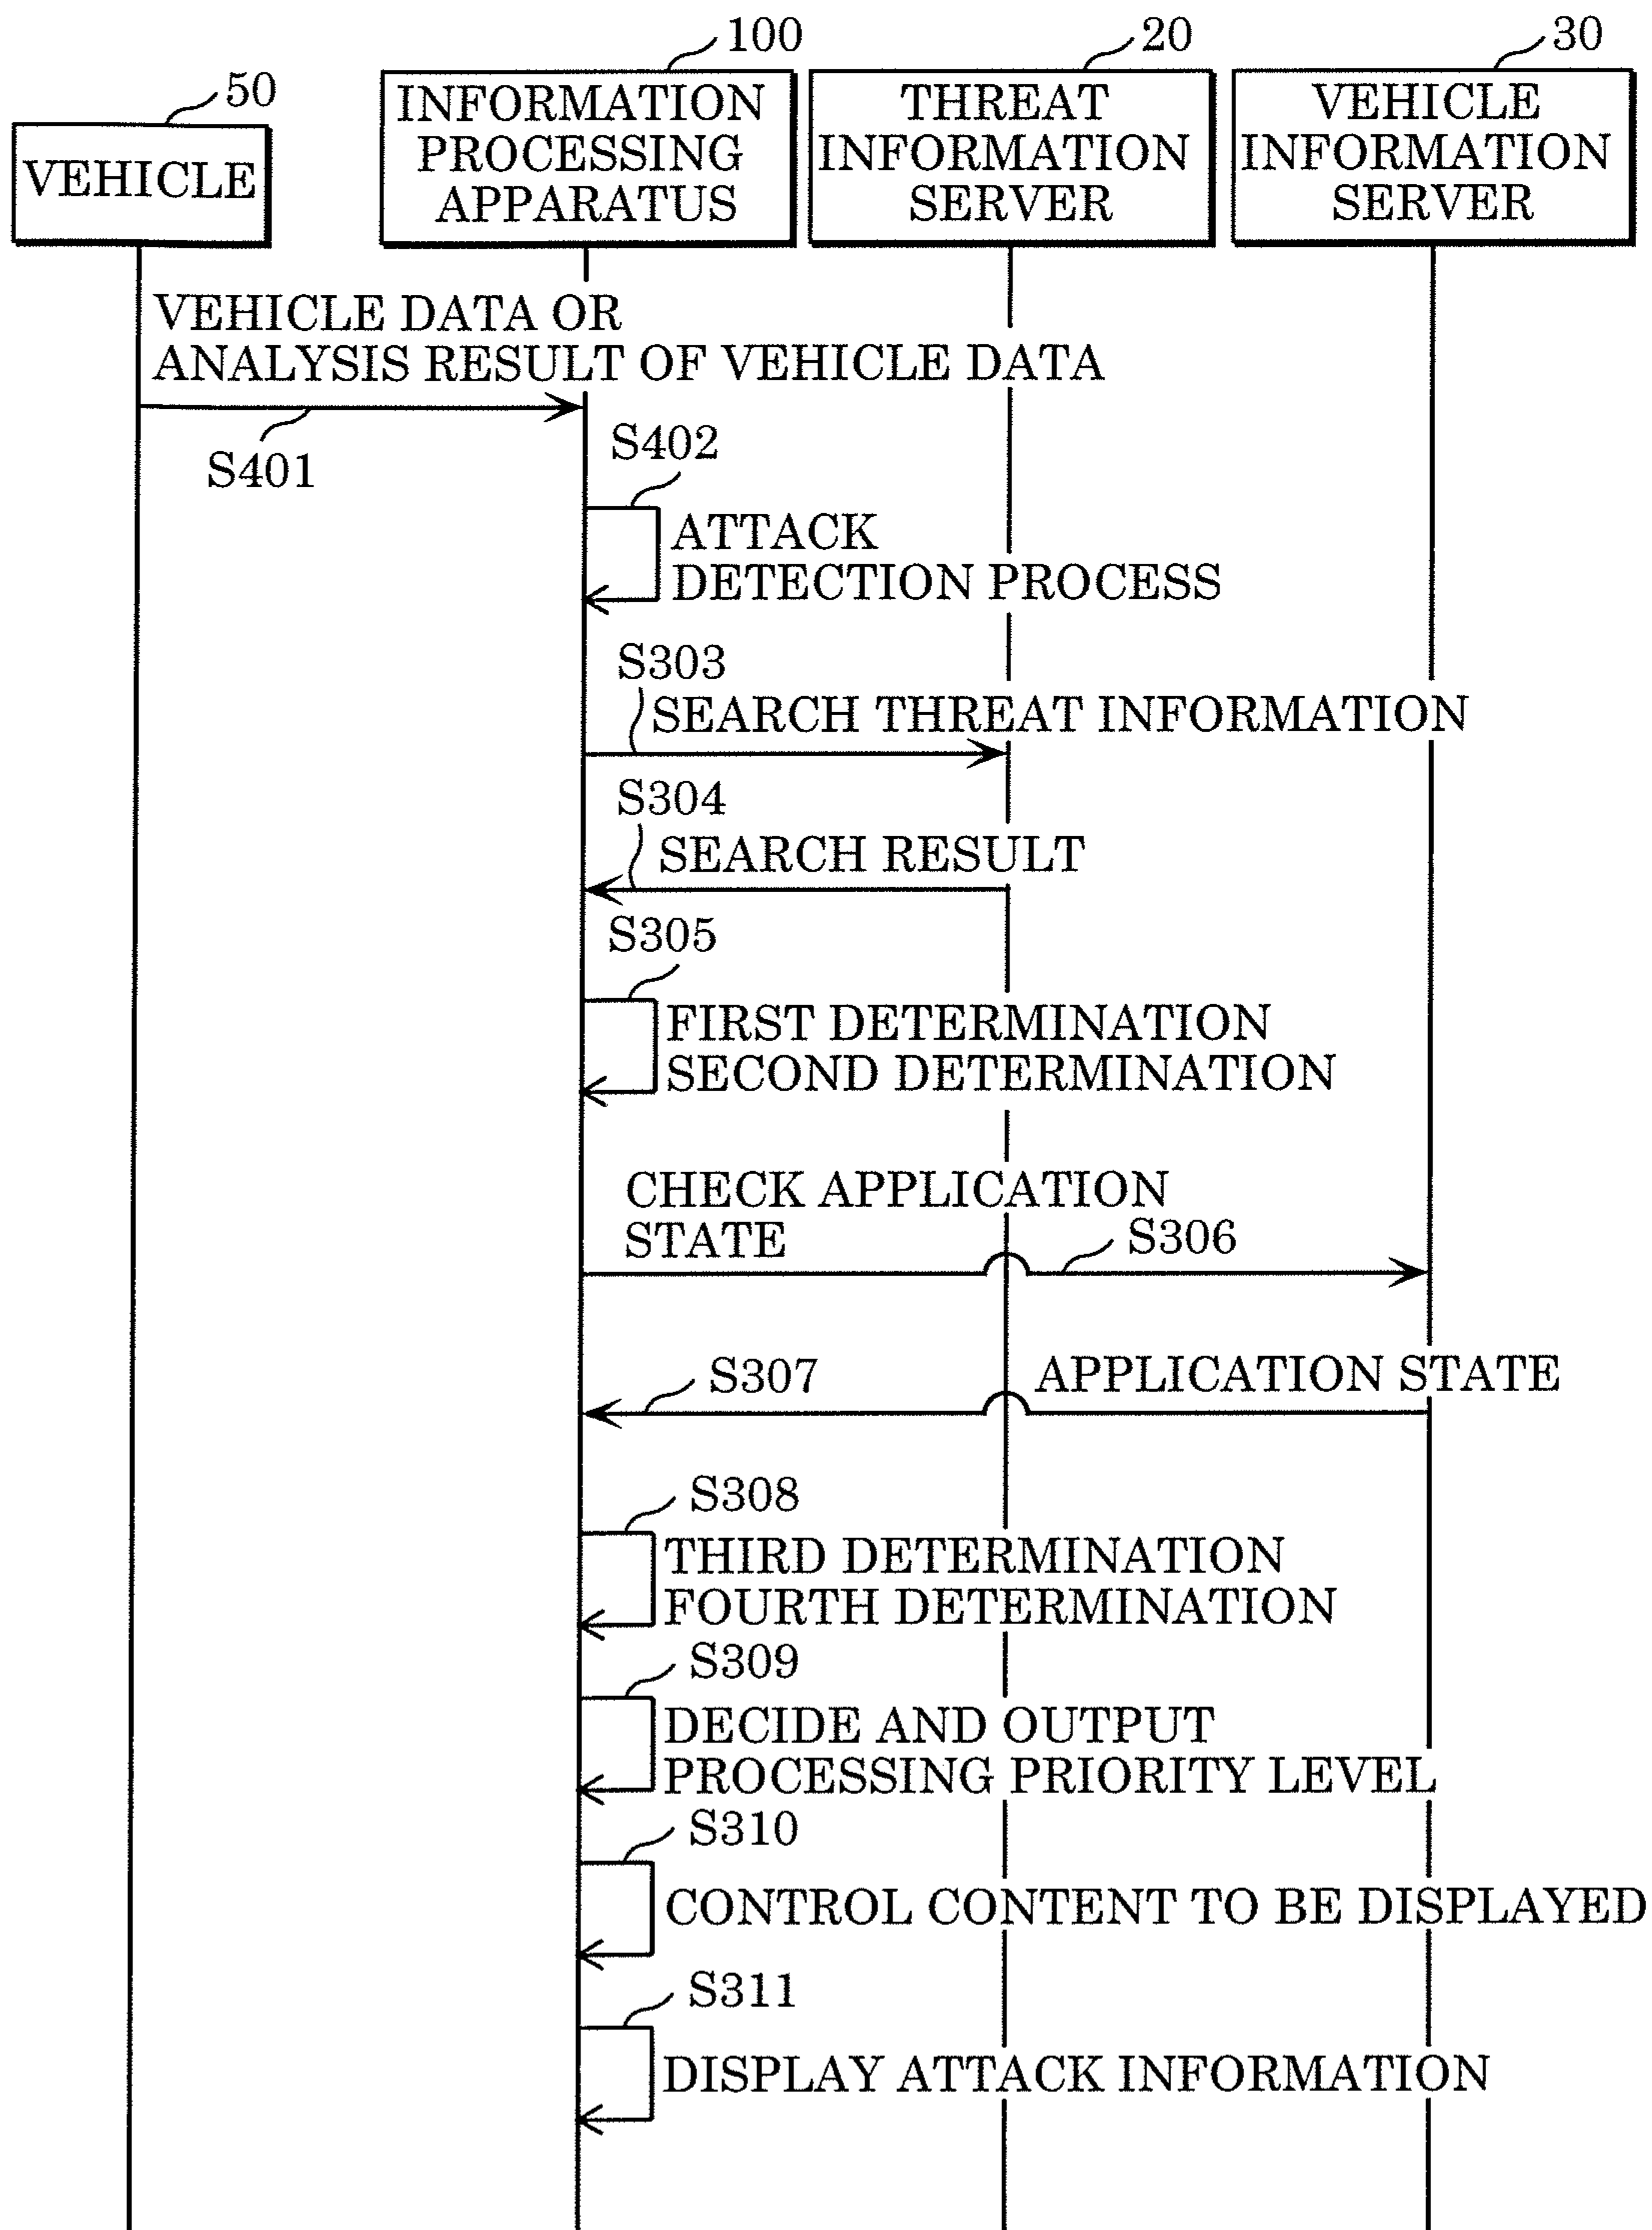 100
20
30
50
VEHICLE
INFORMATION
PROCESSING
APPARATUS
THREAT
INFORMATION
SERVER
VEHICLE
INFORMATION
SERVER
VEHICLE DATA OR
ANALYSIS RESULT OF VEHICLE DATA
S401
S402
ATTACK
DETECTION PROCESS
S303
SEARCH THREAT INFORMATION
S304
SEARCH RESULT
S305
FIRST DETERMINATION
SECOND DETERMINATION
CHECK APPLICATION
STATE
S306
S307
APPLICATION STATE
S308
THIRD DETERMINATION
FOURTH DETERMINATION
S309
DECIDE AND OUTPUT
PROCESSING PRIORITY LEVEL
S310
CONTROL CONTENT TO BE DISPLAYED
S311
DISPLAY ATTACK INFORMATION